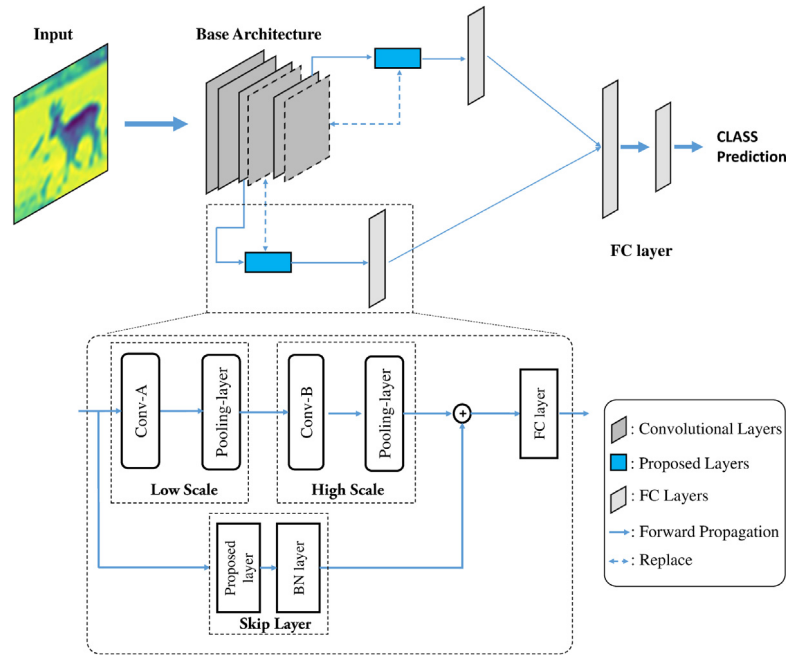 Input
Base Architecture
CLASS
Prediction
FC layer
Conv-A
Pooling-layer
Low Scale
Conv-B
Pooling-layer
High Scale
+
FC layer
Proposed
layer
BN layer
Skip Layer
: Convolutional Layers
: Proposed Layers
: FC Layers
: Forward Propagation
: Replace